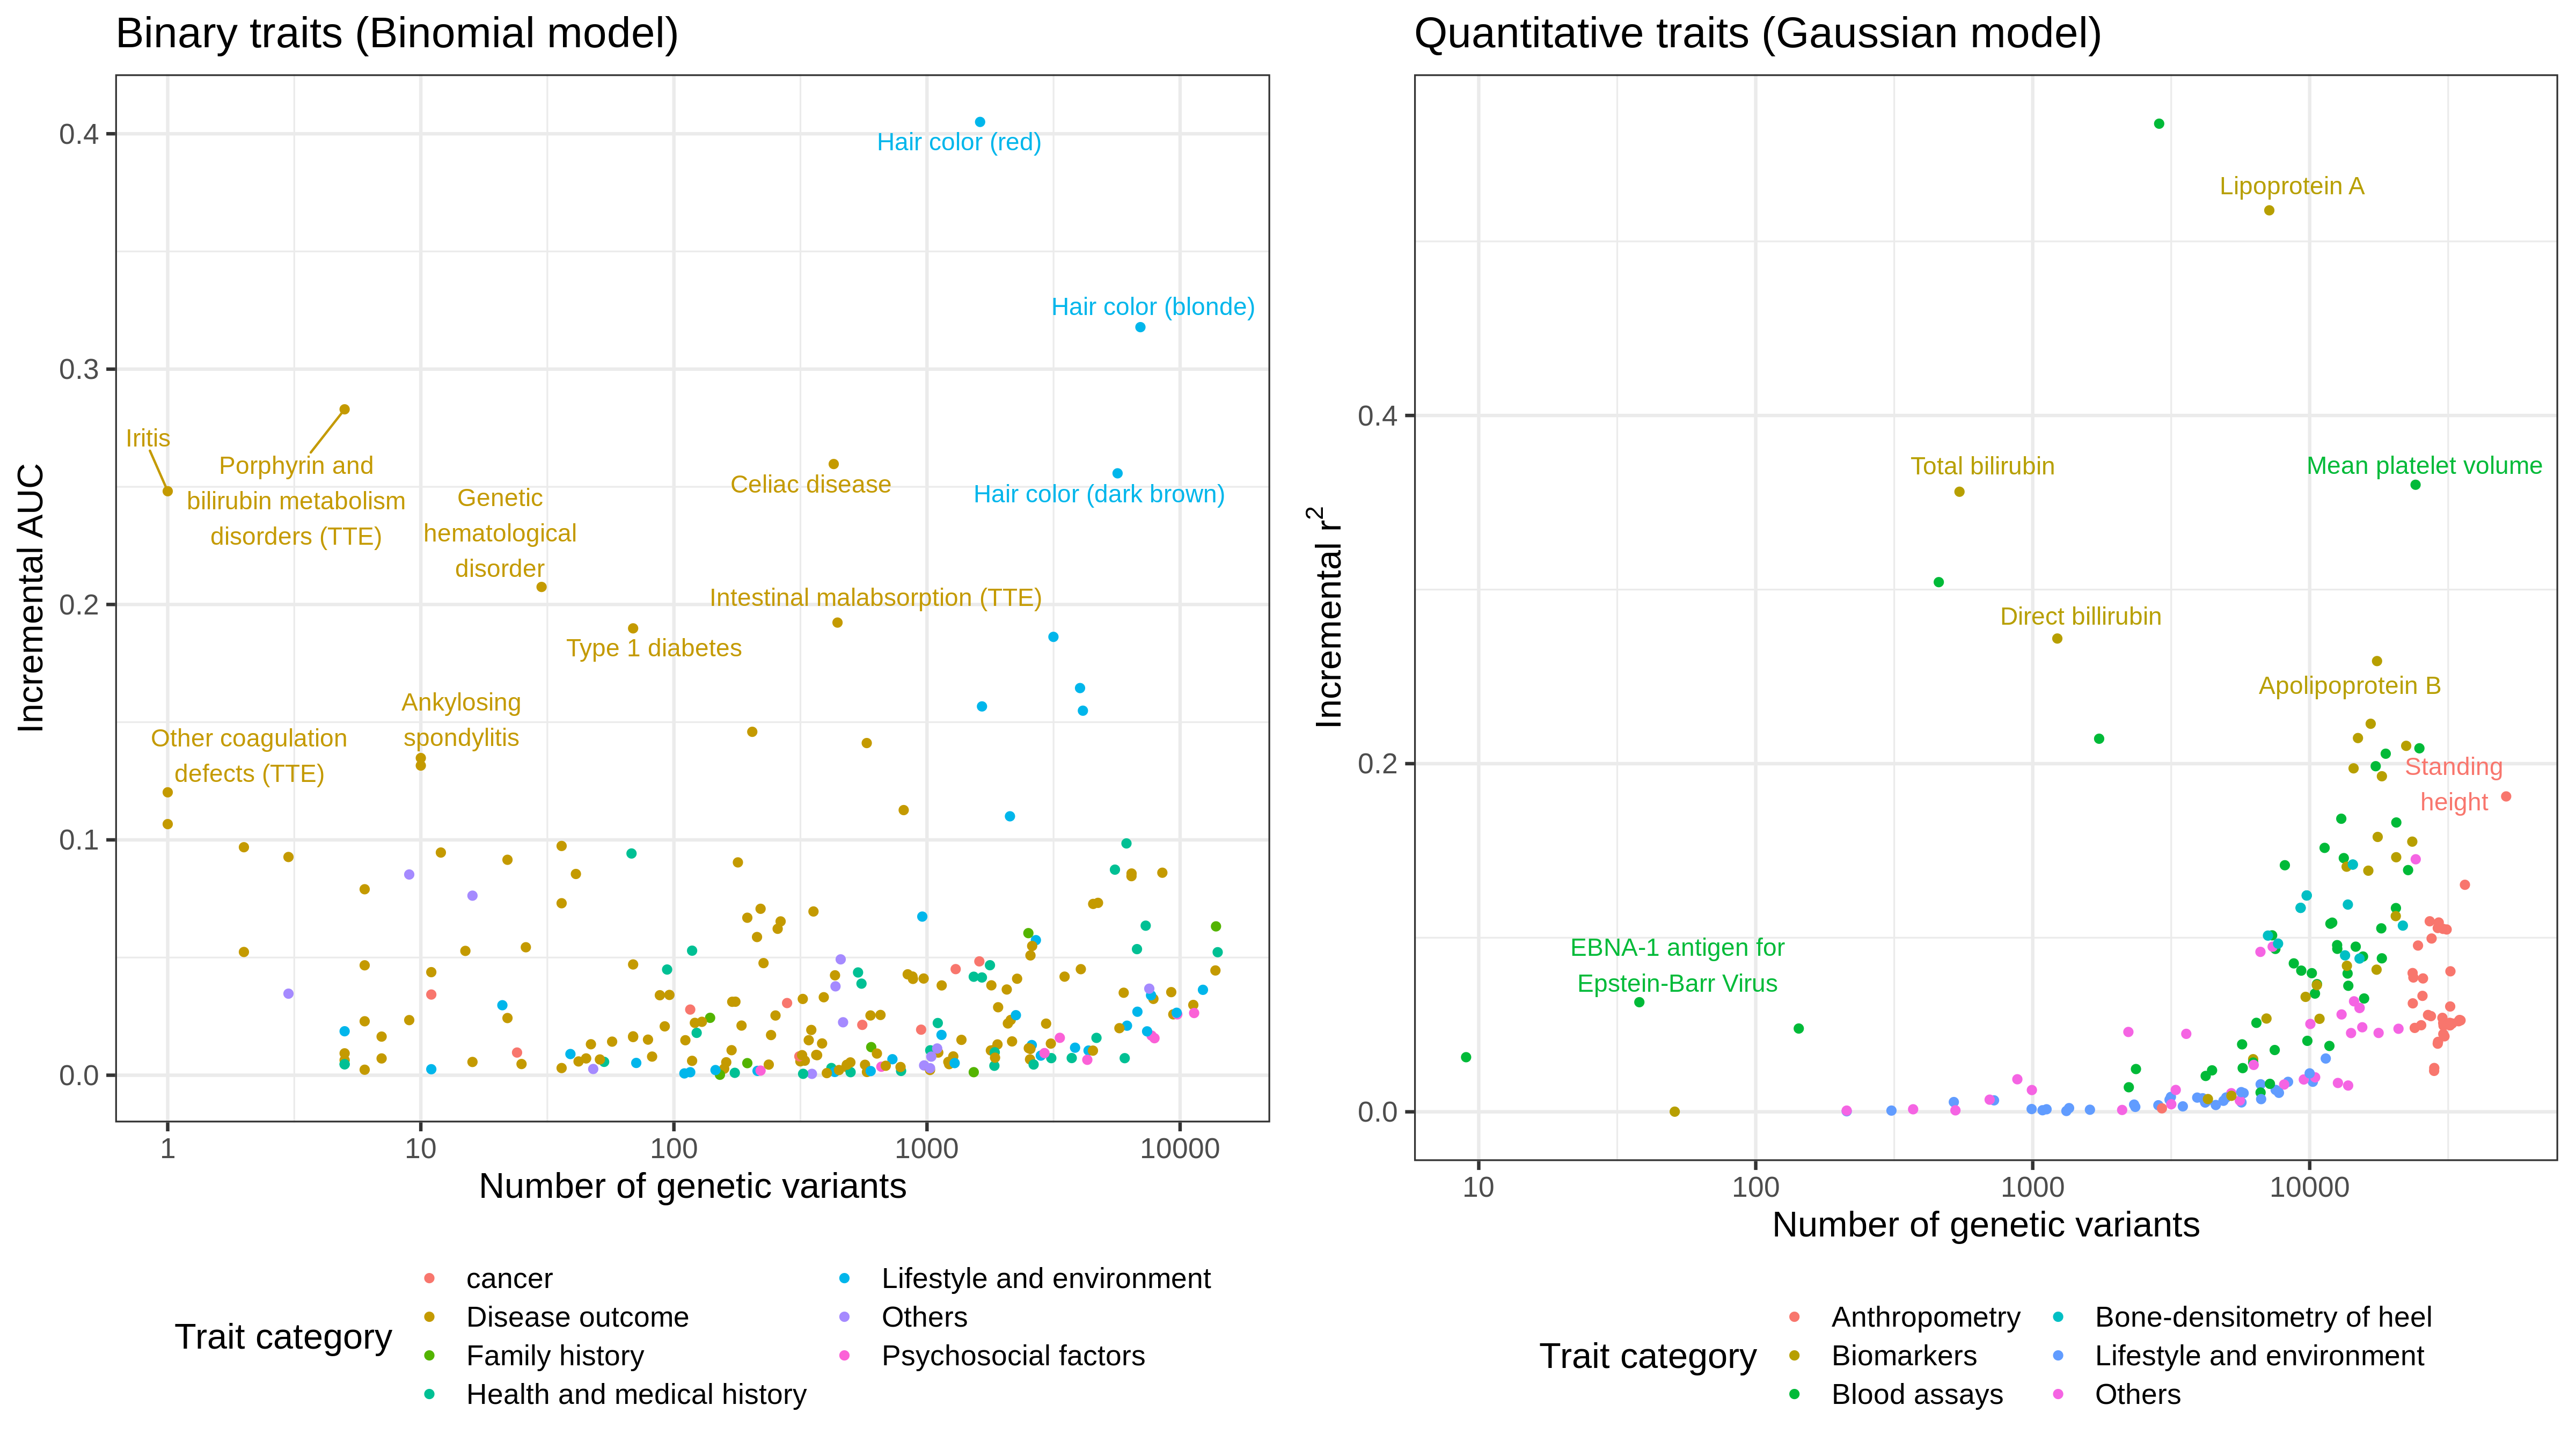 Binary traits (Binomial model)
Incremental AUC
0.4
0.3
0.2
0.1
0.0
Hair color (red)
Hair color (blonde)
Iritis
Porphyrin and
bilirubin metabolism
disorders (TTE)
Genetic
hematological
disorder
Celiac disease
Hair color (dark brown)
Intestinal malabsorption (TTE)
Type 1 diabetes
Ankylosing
spondylitis
Other coagulation
defects (TTE)
1 10 100 1000 10000
Number of genetic variants
Trait category
cancer
Disease outcome
Family history
Health and medical history
Lifestyle and environment
Others
Psychosocial factors
Quantitative traits (Gaussian model)
Incremental r2
0.4
0.2
0.0
Lipoprotein A
Total bilirubin
Mean platelet volume
Direct billirubin
Apolipoprotein B
Standing
height
EBNA-1 antigen for
Epstein-Barr Virus
10 100 1000 10000
Number of genetic variants
Trait category
Anthropometry
Biomarkers
Blood assays
Bone-densitometry of heel
Lifestyle and environment
Others